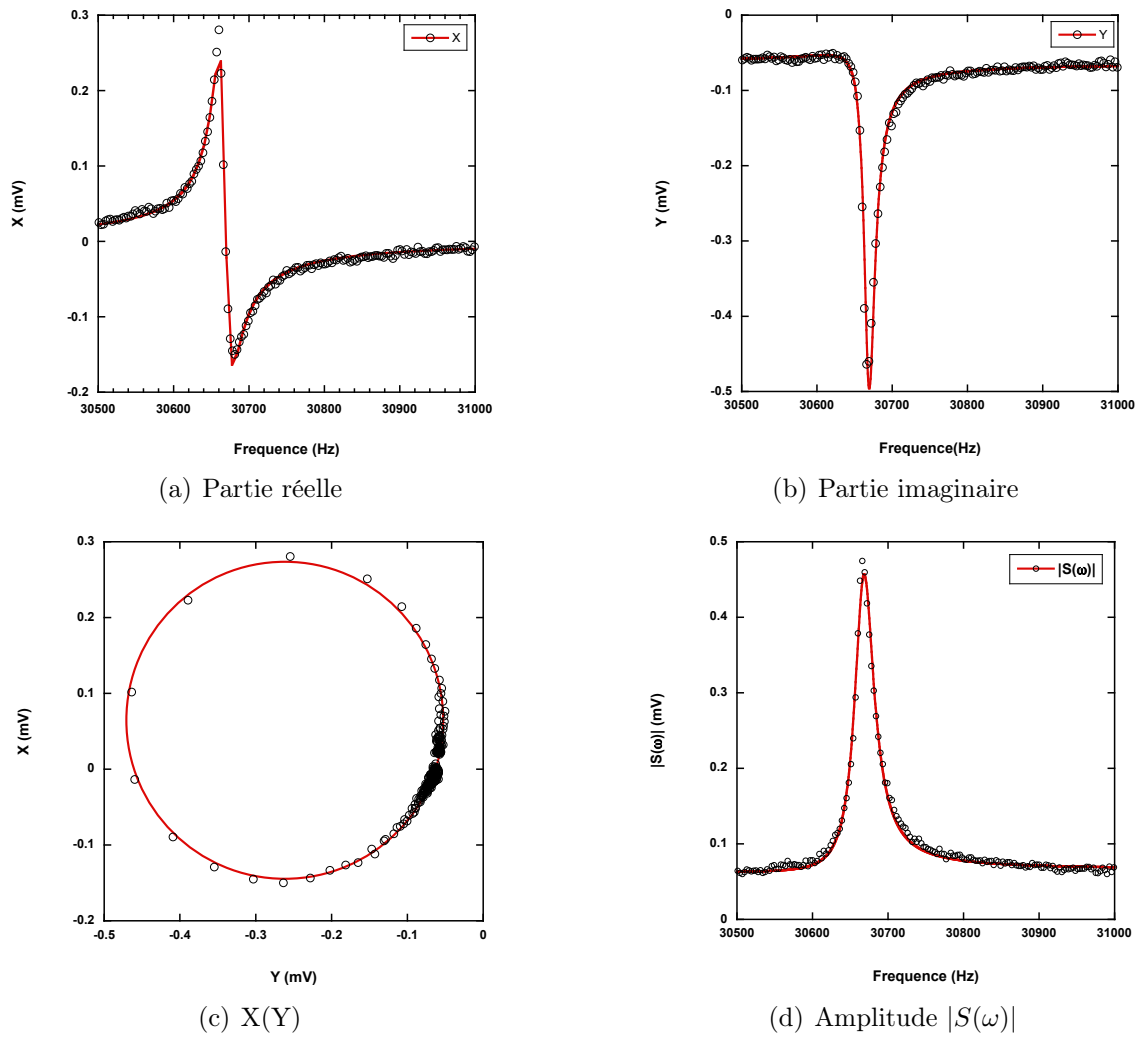 0.3
0.2
0.1
0
-0.1
-0.2
X (mV)
X
30500 30600 30700 30800 30900 31000
Frequence (Hz)
(a) Partie réelle
0
-0.1
-0.2
-0.3
-0.4
-0.5
Y (mV)
Y
30500 30600 30700 30800 30900 31000
Frequence(Hz)
(b) Partie imaginaire
0.3
0.2
0.1
0
-0.1
-0.2
X (mV)
-0.5 -0.4 -0.3 -0.2 -0.1 0
Y (mV)
(c) X(Y)
0.5
0.4
0.3
0.2
0.1
0
|S(ω)| (mV)
|S(ω)|
30500 30600 30700 30800 30900 31000
Frequence (Hz)
(d) Amplitude |S(ω)|